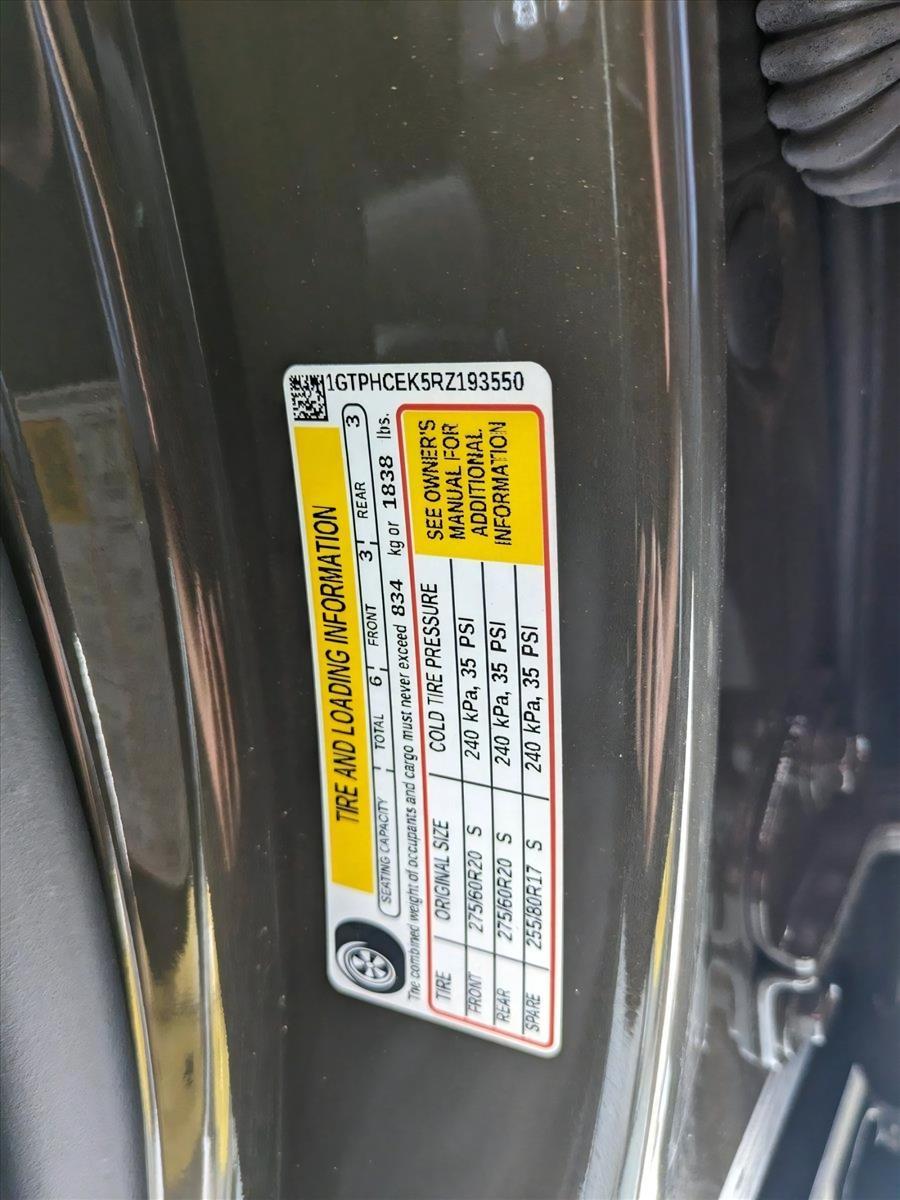 1GTPHCEK5RZ193550
TIRE AND LOADING INFORMATION
SEATING CAPACITY TOTAL 6 FRONT 3 REAR 3
The combined weight of occupants and cargo must never exceed 834 kg or 1838 lbs.
TIRE ORIGINAL SIZE COLD TIRE PRESSURE
FRONT 275/60R20 S 240 kPa, 35 PSI
REAR 275/60R20 S 240 kPa, 35 PSI
SPARE 255/80R17 S 240 kPa, 35 PSI
SEE OWNER'S
MANUAL FOR
ADDITIONAL
INFORMATION